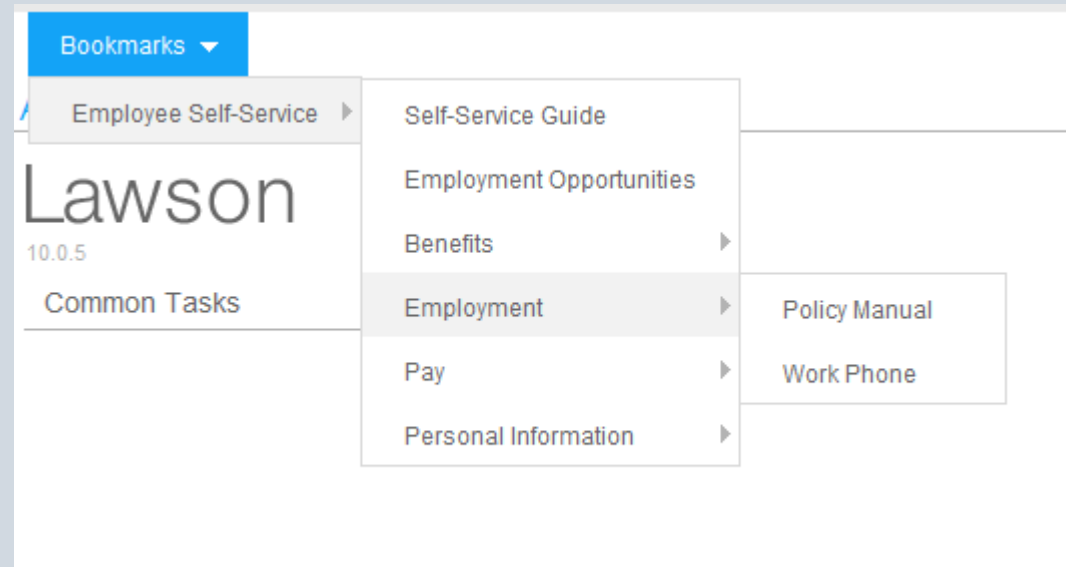 Bookmarks
Employee Self-Service
Self-Service Guide
Employment Opportunities
Lawson
10.0.5
Benefits
Common Tasks
Employment
Policy Manual
Pay
Work Phone
Personal Information